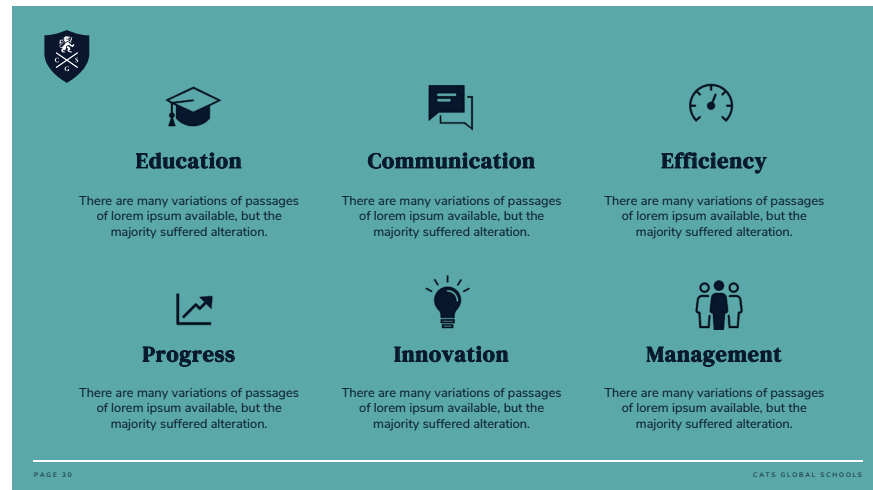 C S
G
Education
There are many variations of passages
of lorem ipsum available, but the
majority suffered alteration.
Communication
There are many variations of passages
of lorem ipsum available, but the
majority suffered alteration.
Efficiency
There are many variations of passages
of lorem ipsum available, but the
majority suffered alteration.
Progress
There are many variations of passages
of lorem ipsum available, but the
majority suffered alteration.
Innovation
There are many variations of passages
of lorem ipsum available, but the
majority suffered alteration.
Management
There are many variations of passages
of lorem ipsum available, but the
majority suffered alteration.
PAGE 30
CATS GLOBAL SCHOOLS